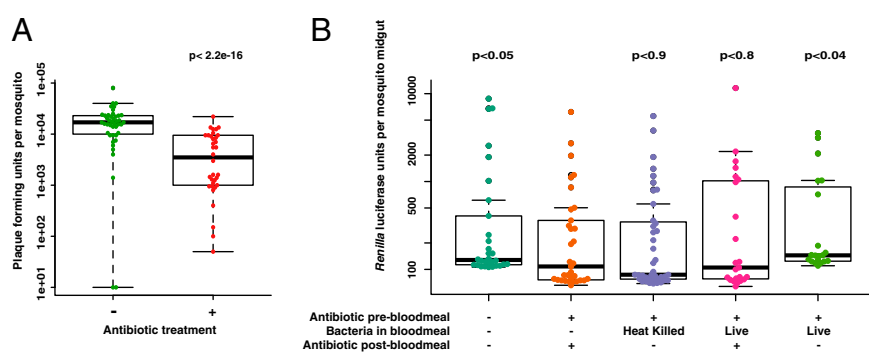 A
p< 2.2e-16
Plaque forming units per mosquito
1e+05
1e+04
1e+03
1e+02
1e+01
- +
Antibiotic treatment
B
p<0.05 p<0.9 p<0.8 p<0.04
Renilla luciferase units per mosquito midgut
10000
2000
500
100
Antibiotic pre-bloodmeal - + + + +
Bacteria in bloodmeal - - Heat Killed Live Live
Antibiotic post-bloodmeal - + - + -